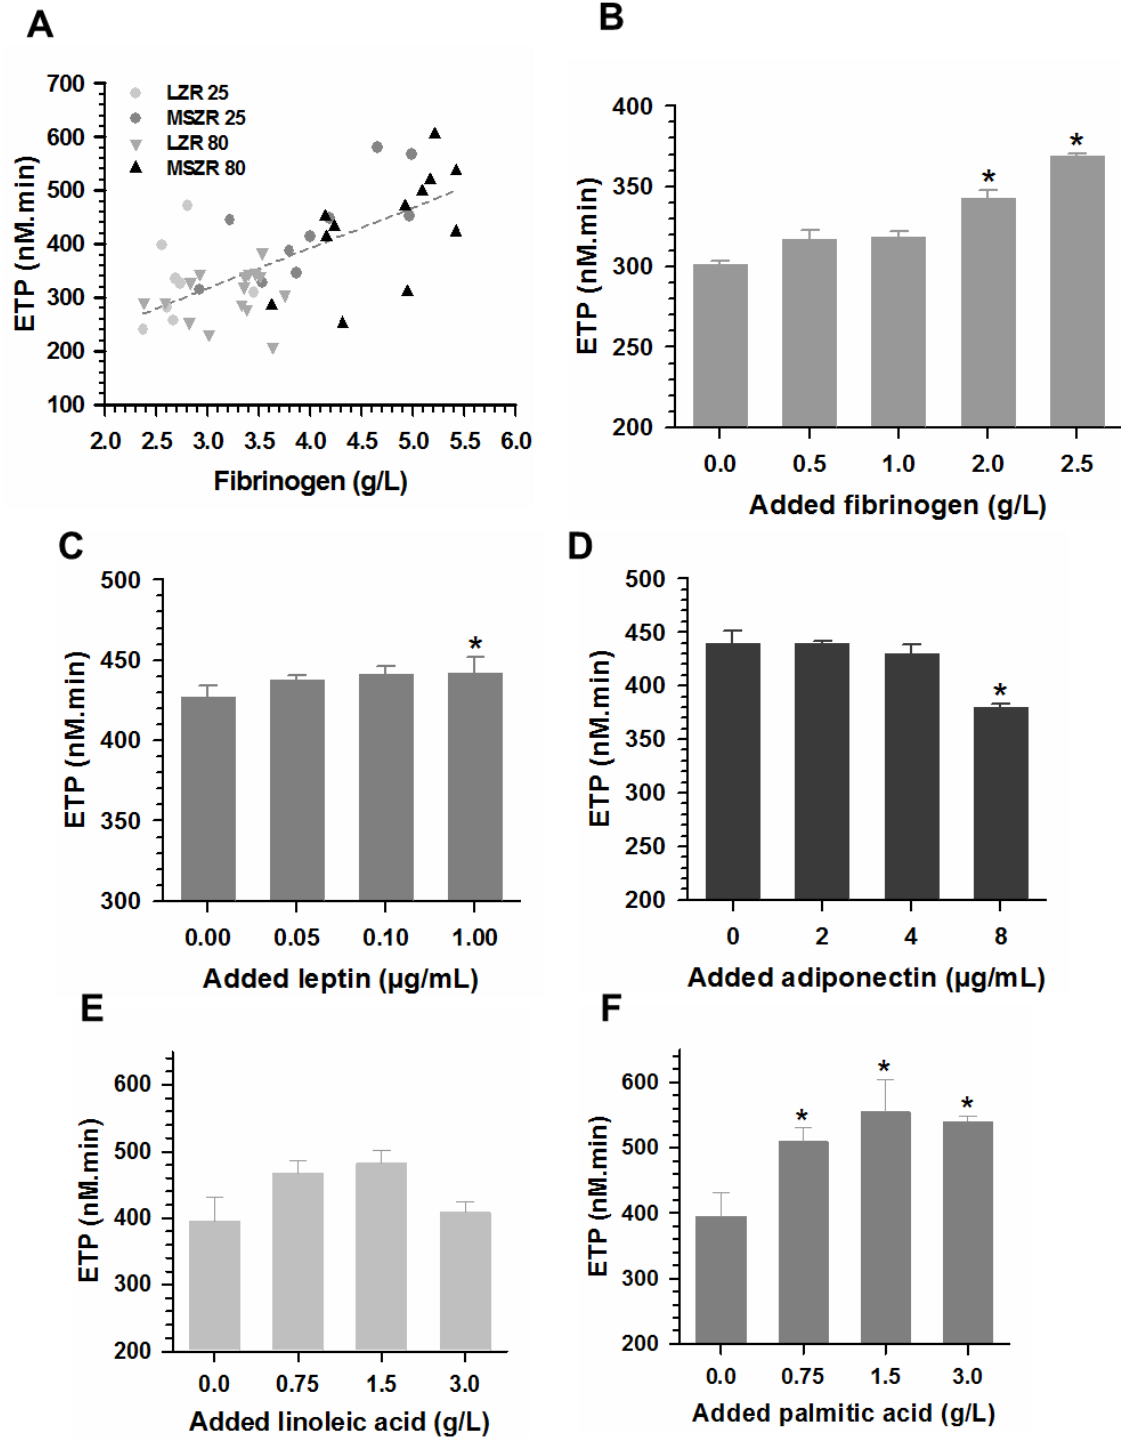 A
700
600
500
400
300
200
100
ETP (nM.min)
LZR 25
MSZR 25
LZR 80
MSZR 80
2.0 2.5 3.0 3.5 4.0 4.5 5.0 5.5 6.0
Fibrinogen (g/L)
B
400
350
300
250
200
ETP (nM.min)
* *
0.0 0.5 1.0 2.0 2.5
Added fibrinogen (g/L)
C
500
450
400
350
300
ETP (nM.min)
*
0.00 0.05 0.10 1.00
Added leptin (µg/mL)
D
500
450
400
350
300
250
200
ETP (nM.min)
*
0 2 4 8
Added adiponectin (µg/mL)
E
600
500
400
300
200
ETP (nM.min)
0.0 0.75 1.5 3.0
Added linoleic acid (g/L)
F
600
500
400
300
200
ETP (nM.min)
* * *
0.0 0.75 1.5 3.0
Added palmitic acid (g/L)